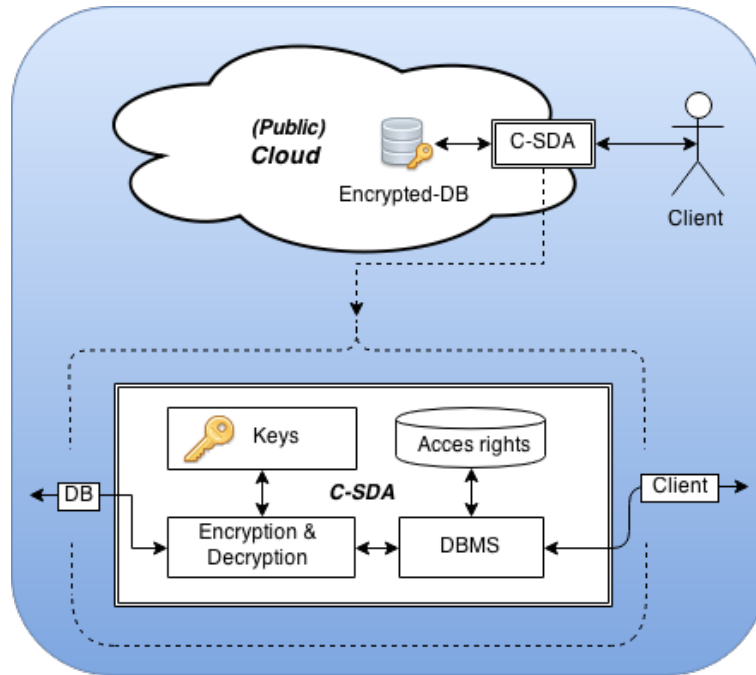 (Public)
Cloud
C-SDA
Encrypted-DB
Client
Keys
Acces rights
C-SDA
DB
Client
Encryption &
Decryption
DBMS